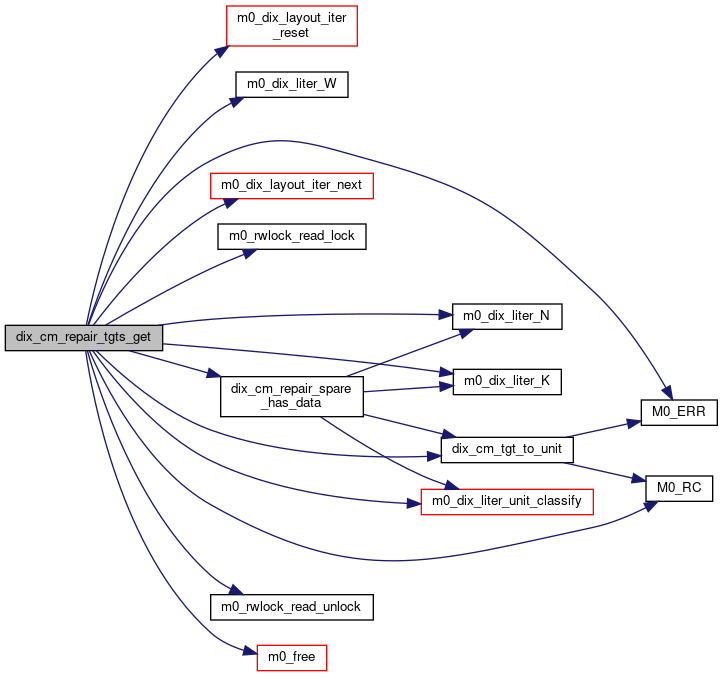 m0_dix_layout_iter
_reset
m0_dix_liter_W
m0_dix_layout_iter_next
m0_rwlock_read_lock
dix_cm_repair_tgts_get
m0_dix_liter_N
m0_dix_liter_K
dix_cm_repair_spare
_has_data
M0_ERR
dix_cm_tgt_to_unit
M0_RC
m0_dix_liter_unit_classify
m0_rwlock_read_unlock
m0_free